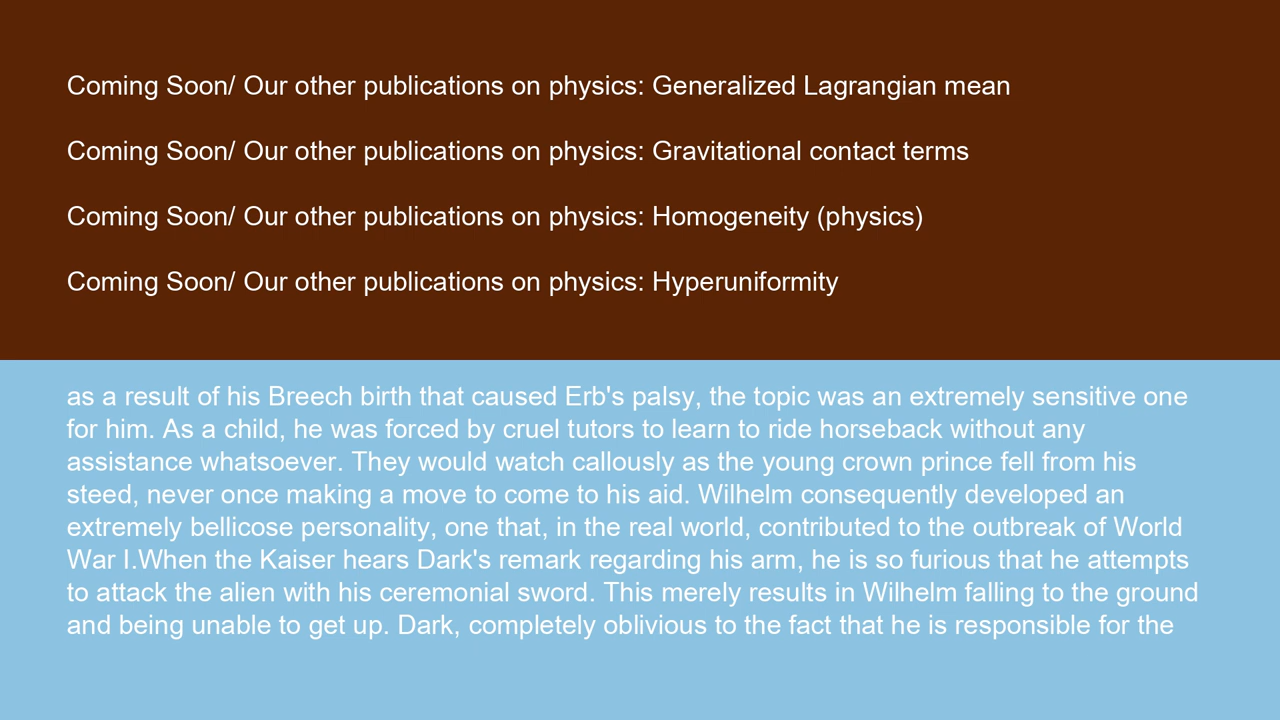 Coming Soon/ Our other publications on physics: Generalized Lagrangian mean
Coming Soon/ Our other publications on physics: Gravitational contact terms
Coming Soon/ Our other publications on physics: Homogeneity (physics)
Coming Soon/ Our other publications on physics: Hyperuniformity
as a result of his Breech birth that caused Erb's palsy, the topic was an extremely sensitive one
for him. As a child, he was forced by cruel tutors to learn to ride horseback without any
assistance whatsoever. They would watch callously as the young crown prince fell from his
steed, never once making a move to come to his aid. Wilhelm consequently developed an
extremely bellicose personality, one that, in the real world, contributed to the outbreak of World
War I.When the Kaiser hears Dark's remark regarding his arm, he is so furious that he attempts
to attack the alien with his ceremonial sword. This merely results in Wilhelm falling to the ground
and being unable to get up. Dark, completely oblivious to the fact that he is responsible for the